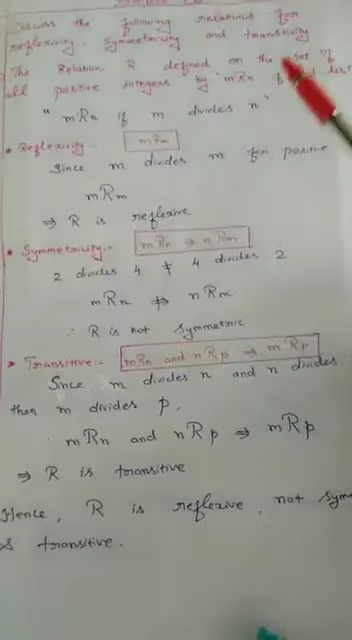 Discuss the following relations for
reflexivity, symmetricity and transitivity
The Relation R defined on the set of
all positive integers by mRn if
"mRn if m divides n"
• Reflexivity:- mRm
Since m divides m for positive
mRm
⇒ R is reflexive
• Symmetricity:- mRn ⇒ nRm
2 divides 4 ⇏ 4 divides 2
mRn ⇏ nRm
∴ R is not symmetric
➤ Transitive:- mRn and nRp ⇒ mRp
Since m divides n and n divides
then m divides p.
mRn and nRp ⇒ mRp
⇒ R is transitive
Hence, R is reflexive, not
transitive.